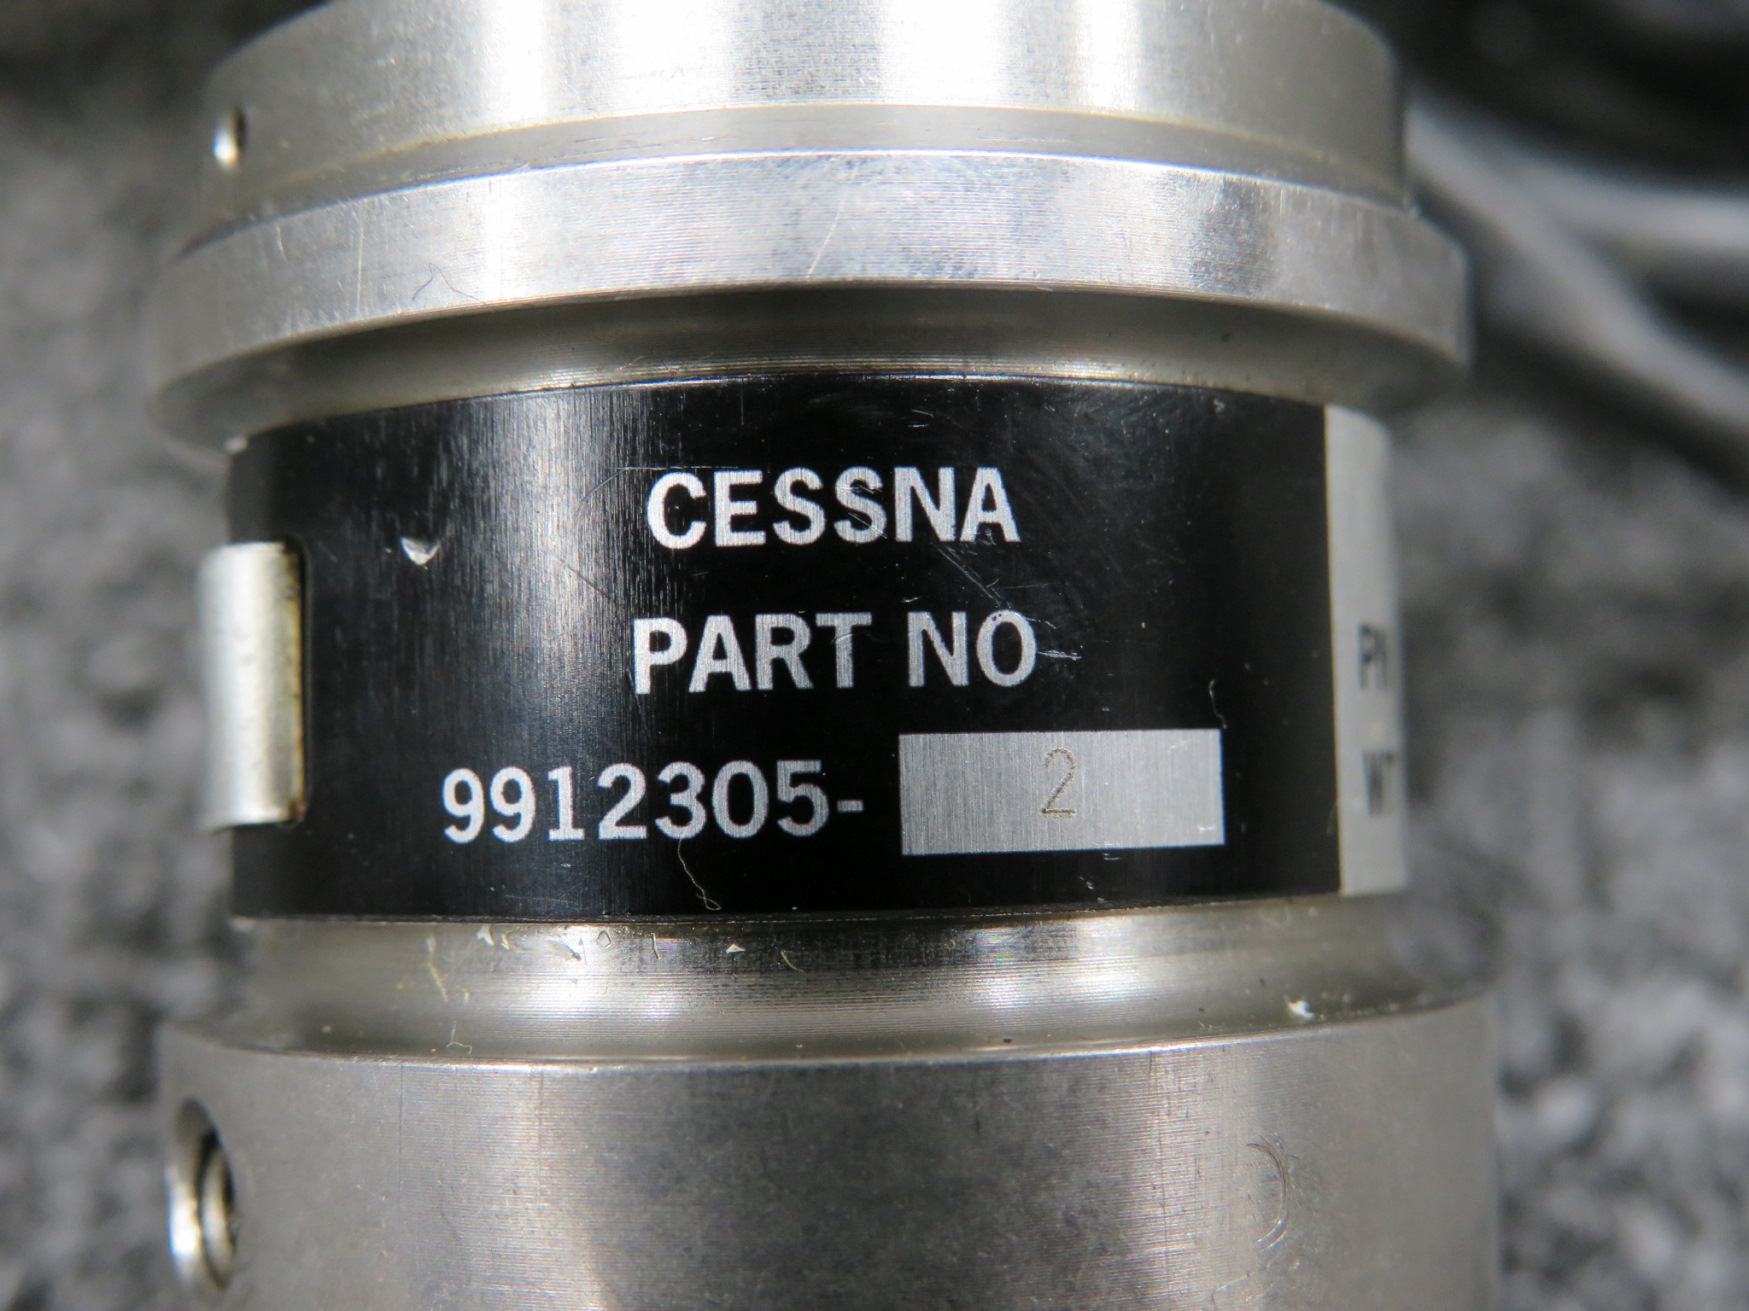 CESSNA
PART NO
9912305- 2